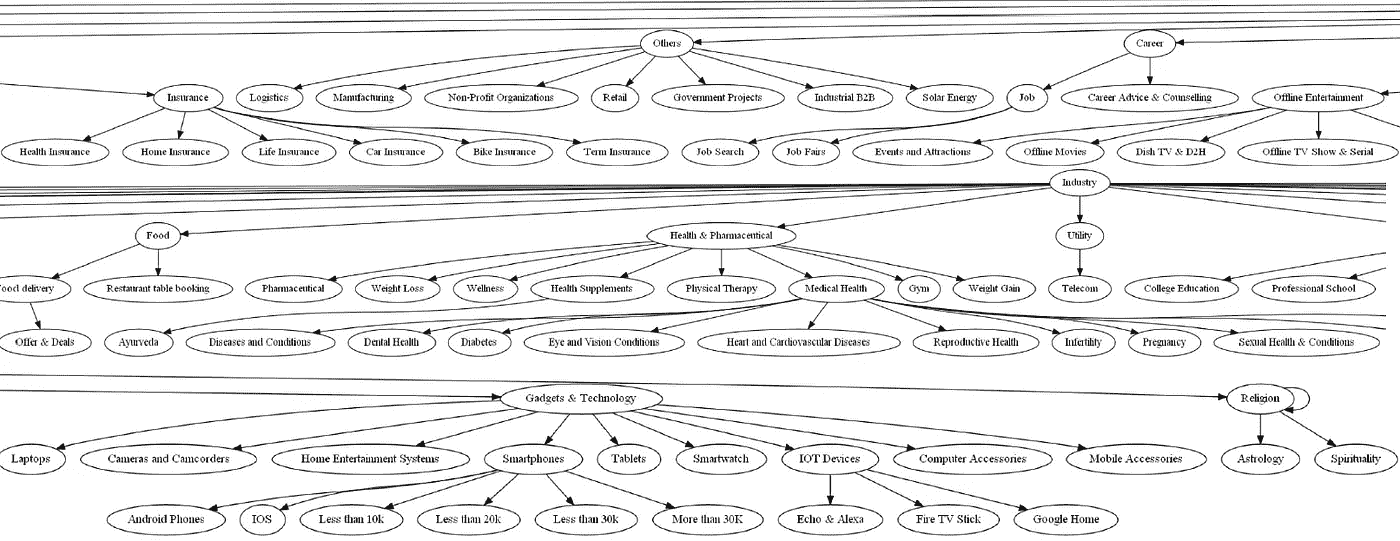 Others
Career
Insurance
Logistics
Manufacturing
Non-Profit Organizations
Retail
Government Projects
Industrial B2B
Solar Energy
Job
Career Advice & Counselling
Offline Entertainment
Health Insurance
Home Insurance
Life Insurance
Car Insurance
Bike Insurance
Term Insurance
Job Search
Job Fairs
Events and Attractions
Offline Movies
Dish TV & D2H
Offline TV Show & Serial
Industry
Food
Health & Pharmaceutical
Utility
ood delivery
Restaurant table booking
Pharmaceutical
Weight Loss
Wellness
Health Supplements
Physical Therapy
Medical Health
Gym
Weight Gain
Telecom
College Education
Professional School
Offer & Deals
Ayurveda
Diseases and Conditions
Dental Health
Diabetes
Eye and Vision Conditions
Heart and Cardiovascular Diseases
Reproductive Health
Infertility
Pregnancy
Sexual Health & Conditions
Gadgets & Technology
Religion
Laptops
Cameras and Camcorders
Home Entertainment Systems
Smartphones
Tablets
Smartwatch
IOT Devices
Computer Accessories
Mobile Accessories
Astrology
Spirituality
Android Phones
IOS
Less than 10k
Less than 20k
Less than 30k
More than 30K
Echo & Alexa
Fire TV Stick
Google Home